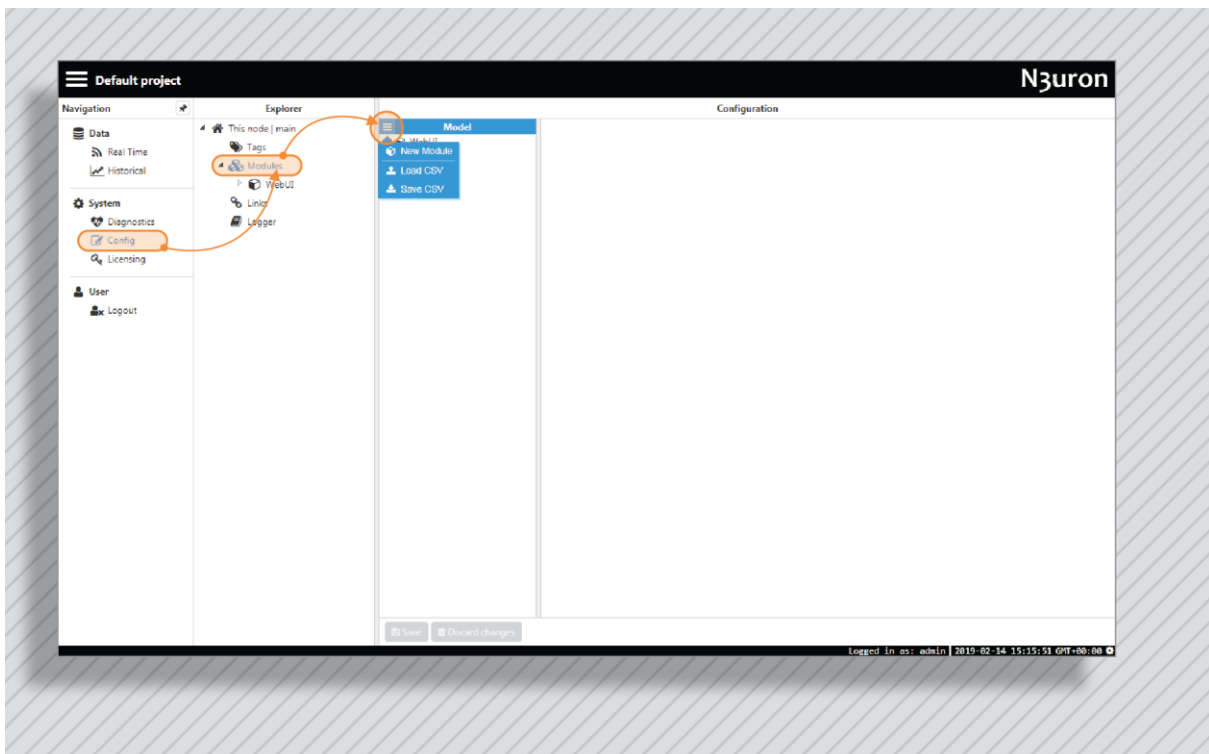 Default project
N3uron
Navigation
Explorer
Configuration
Data
Real Time
Historical
System
Diagnostics
Config
Licensing
User
Logout
This node | main
Tags
Modules
WebUI
Links
Logger
Model
WebUI
New Module
Load CSV
Save CSV
Save
Discard changes
Logged in as: admin 2019-02-14 15:15:51 GMT+00:00